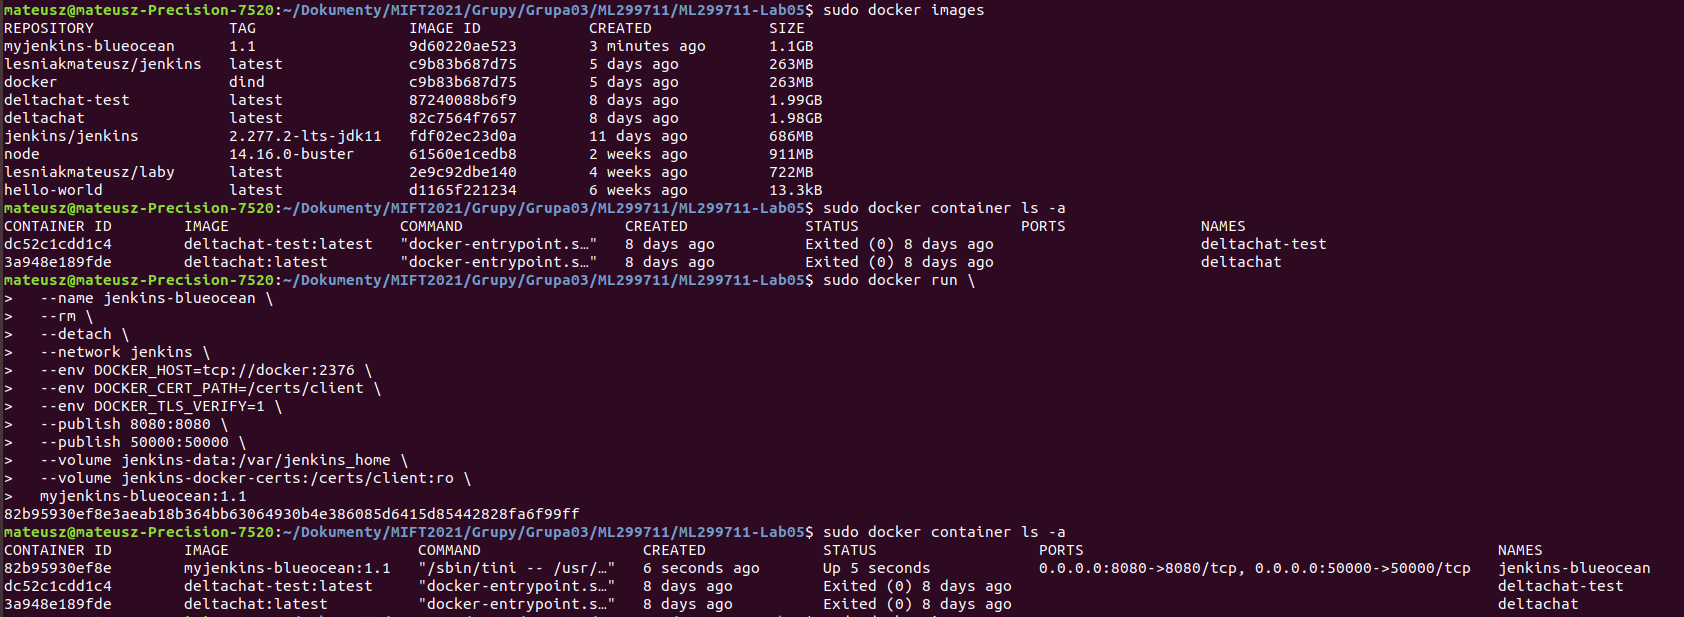 mateusz@mateusz-Precision-7520:~/Dokumenty/MIFT2021/Grupy/Grupa03/ML299711/ML299711-Lab05$ sudo docker images
REPOSITORY TAG IMAGE ID CREATED SIZE
myjenkins-blueocean 1.1 9d60220ae523 3 minutes ago 1.1GB
lesniakmateusz/jenkins latest c9b83b687d75 5 days ago 263MB
docker dind c9b83b687d75 5 days ago 263MB
deltachat-test latest 87240088b6f9 8 days ago 1.99GB
deltachat latest 82c7564f7657 8 days ago 1.98GB
jenkins/jenkins 2.277.2-lts-jdk11 fdf02ec23d0a 11 days ago 686MB
node 14.16.0-buster 61560e1cedb8 2 weeks ago 911MB
lesniakmateusz/laby latest 2e9c92dbe140 4 weeks ago 722MB
hello-world latest d1165f221234 6 weeks ago 13.3kB
mateusz@mateusz-Precision-7520:~/Dokumenty/MIFT2021/Grupy/Grupa03/ML299711/ML299711-Lab05$ sudo docker container ls -a
CONTAINER ID IMAGE COMMAND CREATED STATUS PORTS NAMES
dc52c1cdd1c4 deltachat-test:latest "docker-entrypoint.s…" 8 days ago Exited (0) 8 days ago deltachat-test
3a948e189fde deltachat:latest "docker-entrypoint.s…" 8 days ago Exited (0) 8 days ago deltachat
mateusz@mateusz-Precision-7520:~/Dokumenty/MIFT2021/Grupy/Grupa03/ML299711/ML299711-Lab05$ sudo docker run \
> --name jenkins-blueocean \
> --rm \
> --detach \
> --network jenkins \
> --env DOCKER_HOST=tcp://docker:2376 \
> --env DOCKER_CERT_PATH=/certs/client \
> --env DOCKER_TLS_VERIFY=1 \
> --publish 8080:8080 \
> --publish 50000:50000 \
> --volume jenkins-data:/var/jenkins_home \
> --volume jenkins-docker-certs:/certs/client:ro \
> myjenkins-blueocean:1.1
82b95930ef8e3aeab18b364bb63064930b4e386085d6415d85442828fa6f99ff
mateusz@mateusz-Precision-7520:~/Dokumenty/MIFT2021/Grupy/Grupa03/ML299711/ML299711-Lab05$ sudo docker container ls -a
CONTAINER ID IMAGE COMMAND CREATED STATUS PORTS NAMES
82b95930ef8e myjenkins-blueocean:1.1 "/sbin/tini -- /usr/…" 6 seconds ago Up 5 seconds 0.0.0.0:8080->8080/tcp, 0.0.0.0:50000->50000/tcp jenkins-blueocean
dc52c1cdd1c4 deltachat-test:latest "docker-entrypoint.s…" 8 days ago Exited (0) 8 days ago deltachat-test
3a948e189fde deltachat:latest "docker-entrypoint.s…" 8 days ago Exited (0) 8 days ago deltachat